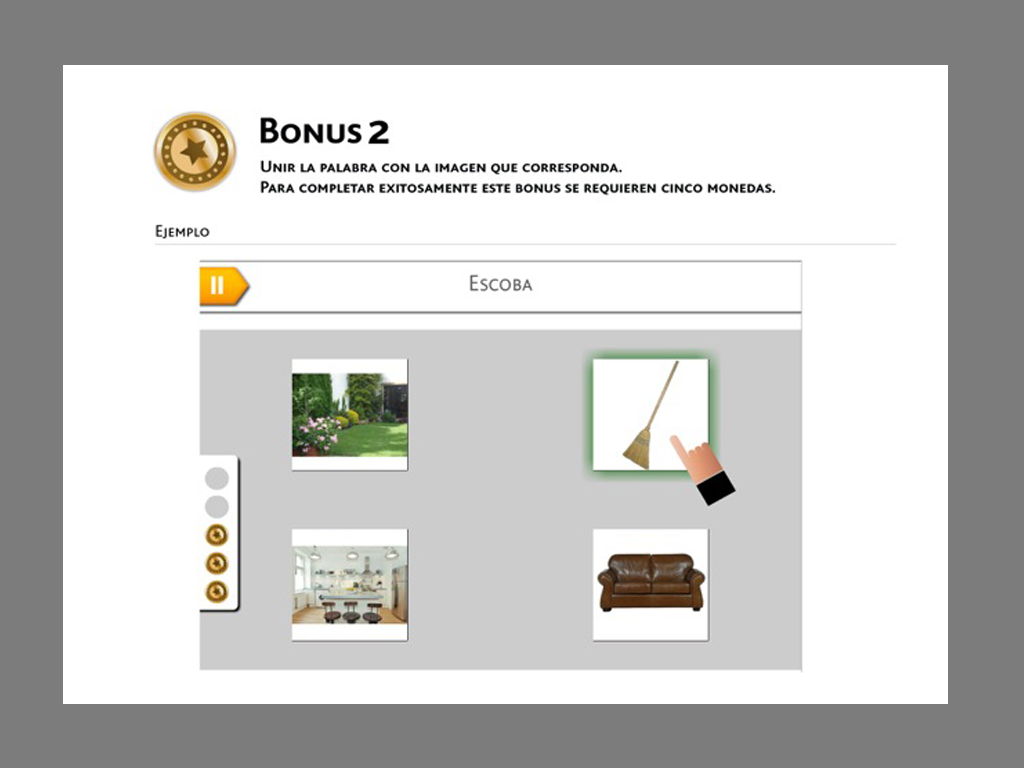 Bonus 2
Unir la palabra con la imagen que corresponda.
Para completar exitosamente este bonus se requieren cinco monedas.
Ejemplo
Escoba